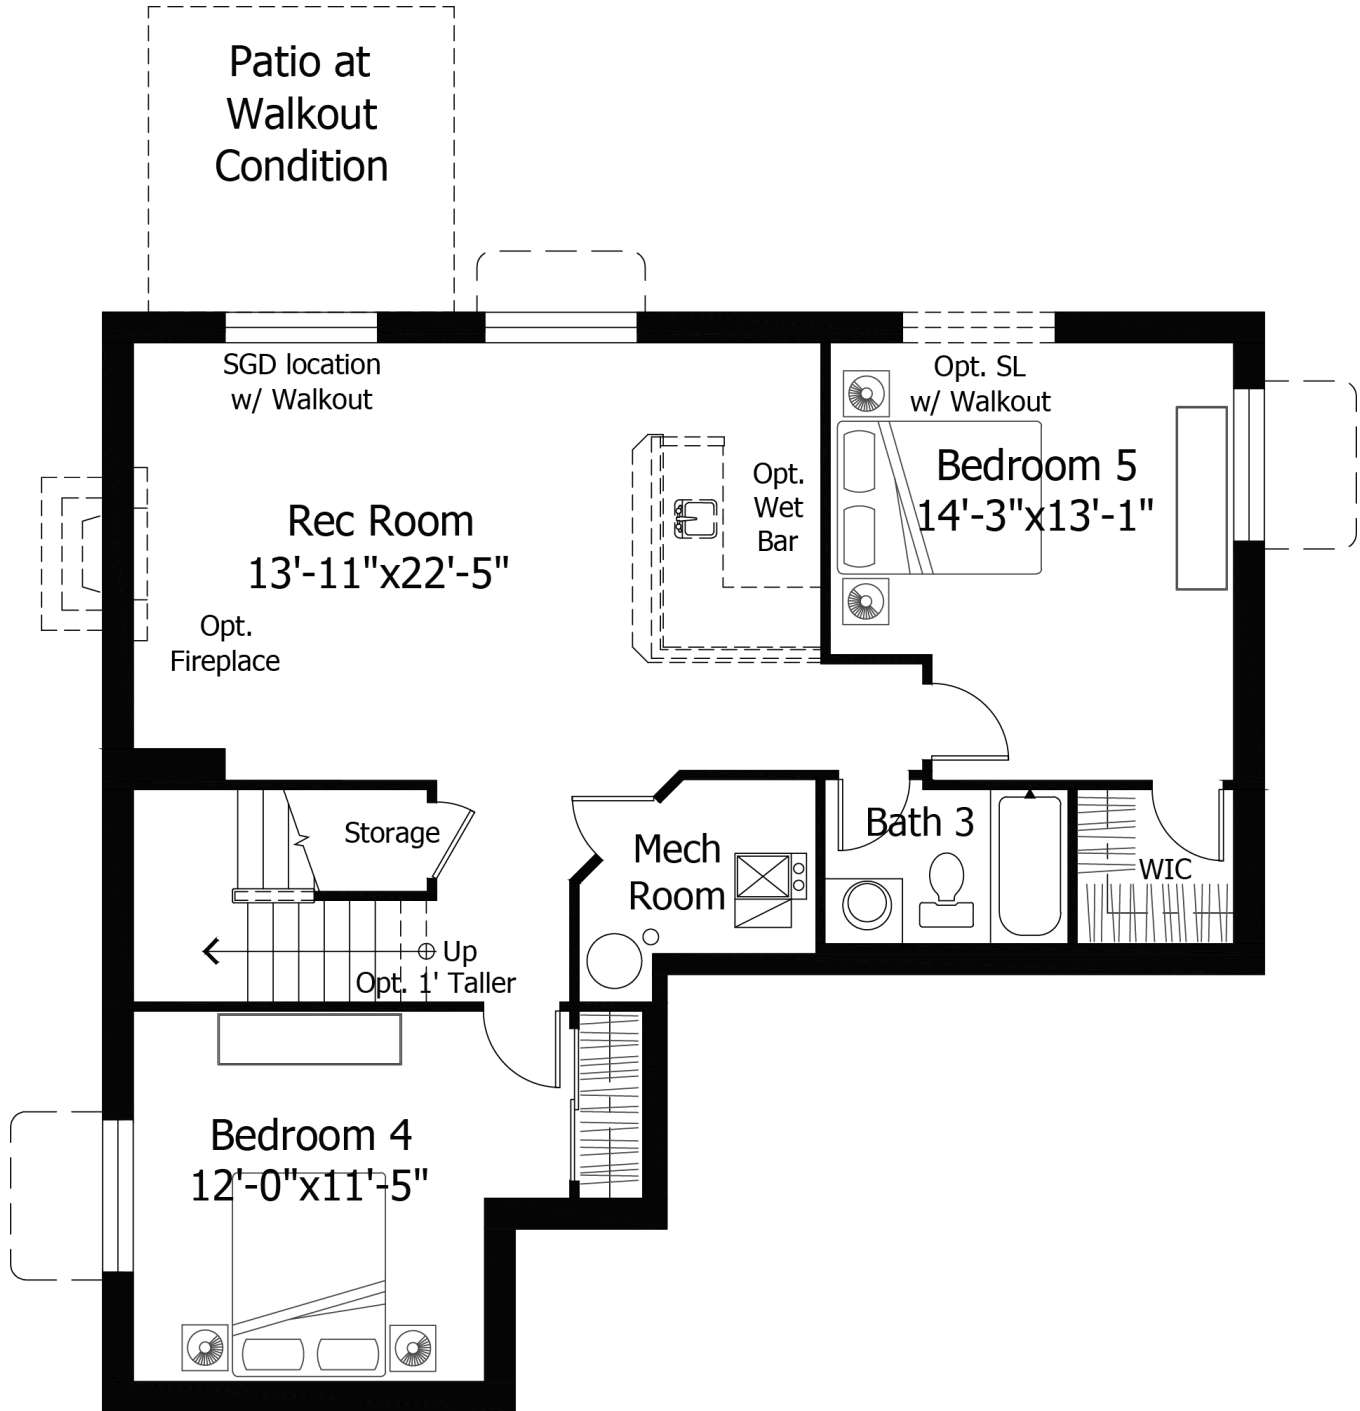 Patio at
Walkout
Condition
SGD location
w/ Walkout
Opt. SL
w/ Walkout
Bedroom 5
14'-3"x13'-1"
Opt.
Wet
Bar
Rec Room
13'-11"x22'-5"
Opt.
Fireplace
Storage
Mech
Room
Bath 3
WIC
Up
Opt. 1' Taller
Bedroom 4
12'-0"x11'-5"